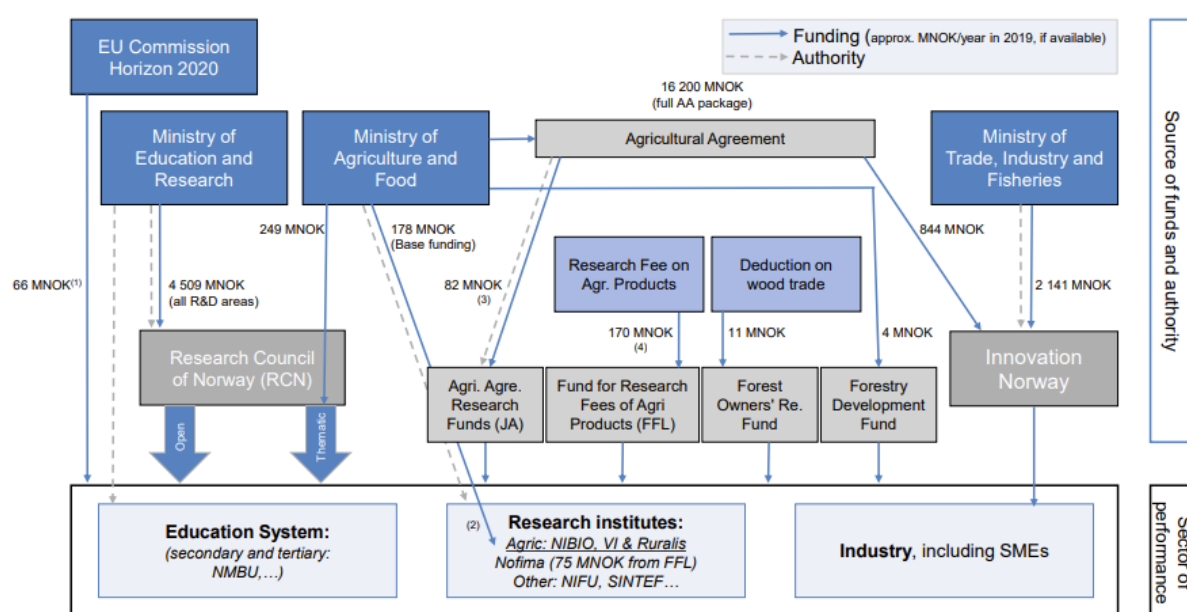 EU Commission
Horizon 2020
Funding (approx. MNOK/year in 2019, if available)
Authority
16 200 MNOK
(full AA package)
Ministry of
Education and
Research
Ministry of
Agriculture and
Food
Agricultural Agreement
Ministry of
Trade, Industry and
Fisheries
Source of funds and authority
249 MNOK
178 MNOK
(Base funding)
844 MNOK
66 MNOK(1)
4 509 MNOK
(all R&D areas)
82 MNOK
(3)
Research Fee on
Agr. Products
Deduction on
wood trade
2 141 MNOK
170 MNOK
(4)
11 MNOK
4 MNOK
Research Council
of Norway (RCN)
Innovation
Norway
Agri. Agre.
Research
Funds (JA)
Fund for Research
Fees of Agri
Products (FFL)
Forest
Owners' Re.
Fund
Forestry
Development
Fund
Open
Thematic
Education System:
(secondary and tertiary:
NMBU,…)
(2)
Research institutes:
Agric: NIBIO, VI & Ruralis
Nofima (75 MNOK from FFL)
Other: NIFU, SINTEF…
Industry, including SMEs
Sector of
performance